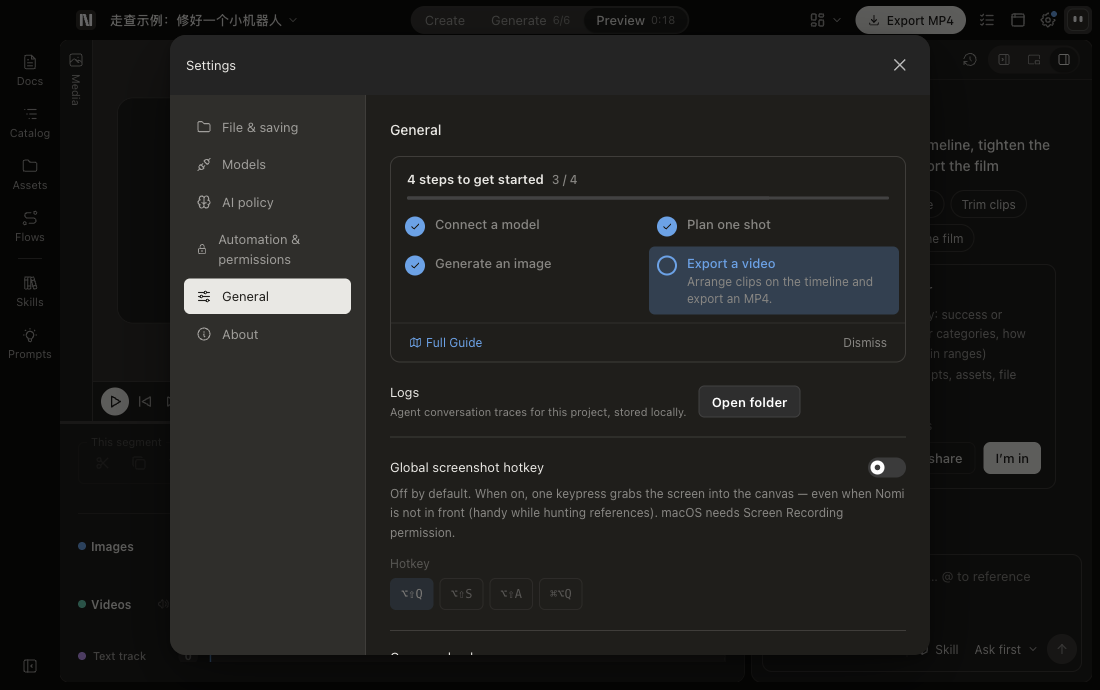 N 走查示例：修好一个小机器人
Create Generate 6/6 Preview 0:18
Export MP4
Docs
Catalog
Assets
Flows
Skills
Prompts
Media
This segment
Images
Videos
Text track 0
Settings
File & saving
Models
AI policy
Automation &
permissions
General
About
General
4 steps to get started 3 / 4
Connect a model
Plan one shot
Generate an image
Export a video
Arrange clips on the timeline and
export an MP4.
Full Guide
Dismiss
Logs
Agent conversation traces for this project, stored locally.
Open folder
Global screenshot hotkey
Off by default. When on, one keypress grabs the screen into the canvas — even when Nomi
is not in front (handy while hunting references). macOS needs Screen Recording
permission.
Hotkey
⌥⇧Q ⌥⇧S ⌥⇧A ⌘⌥Q
meline, tighten the
ort the film
Trim clips
e film
y: success or
categories, how
in ranges)
pts, assets, file
share
I'm in
... @ to reference
Skill
Ask first